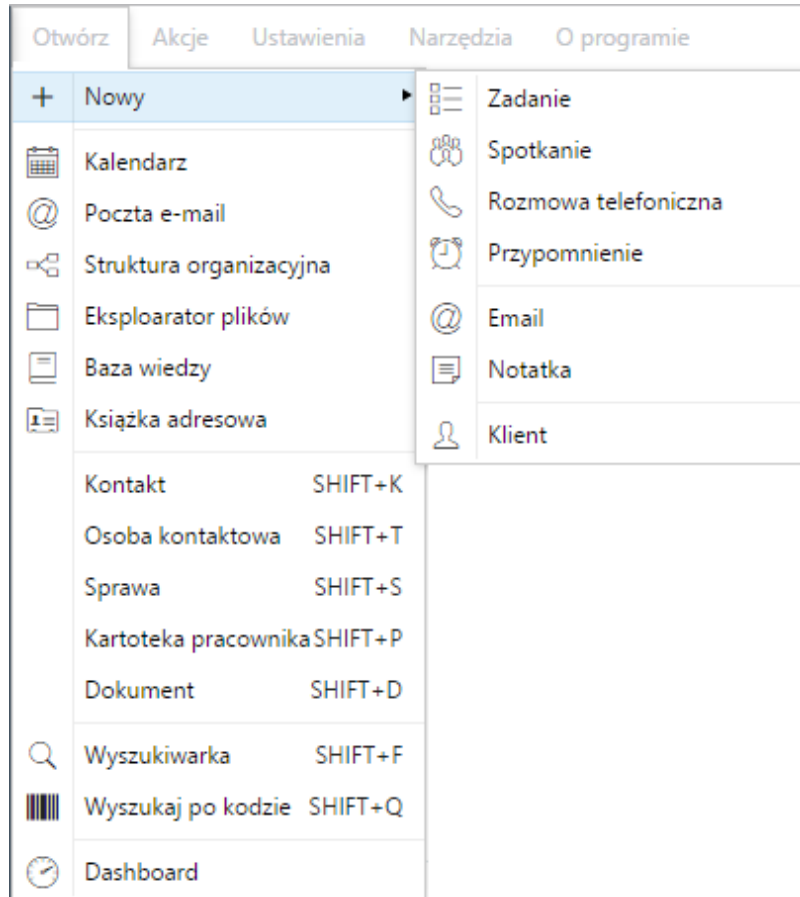 Otwórz Akcje Ustawienia Narzędzia O programie
Nowy
Kalendarz
Poczta e-mail
Struktura organizacyjna
Eksploarator plików
Baza wiedzy
Książka adresowa
Kontakt SHIFT+K
Osoba kontaktowa SHIFT+T
Sprawa SHIFT+S
Kartoteka pracownika SHIFT+P
Dokument SHIFT+D
Wyszukiwarka SHIFT+F
Wyszukaj po kodzie SHIFT+Q
Dashboard
Zadanie
Spotkanie
Rozmowa telefoniczna
Przypomnienie
Email
Notatka
Klient